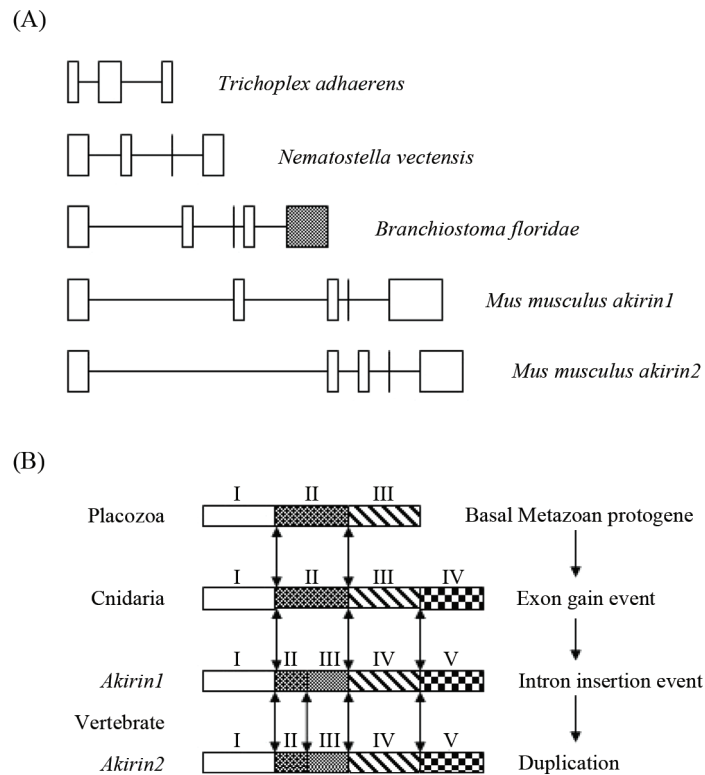 (A)
Trichoplex adhaerens
Nematostella vectensis
Branchiostoma floridae
Mus musculus akirin1
Mus musculus akirin2
(B)
I II III
Placozoa Basal Metazoan protogene
I II III IV
Cnidaria Exon gain event
I II III IV V
Akirin1 Intron insertion event
Vertebrate
I II III IV V
Akirin2 Duplication